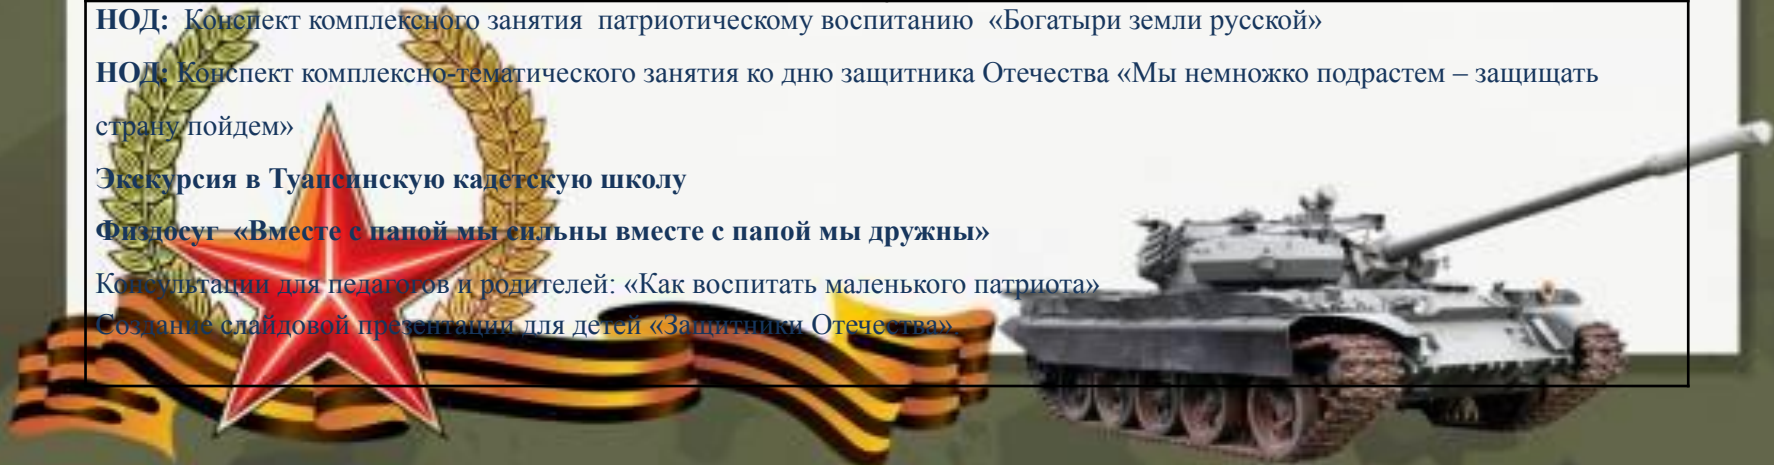 НОД: Конспект комплексного занятия патриотическому воспитанию «Богатыри земли русской»
НОД: Конспект комплексно-тематического занятия ко дню защитника Отечества «Мы немножко подрастем – защищать
страну пойдем»
Экскурсия в Туапсинскую кадетскую школу
Физдосуг «Вместе с папой мы сильны вместе с папой мы дружны»
Консультации для педагогов и родителей: «Как воспитать маленького патриота»
Создание слайдовой презентации для детей «Защитники Отечества».